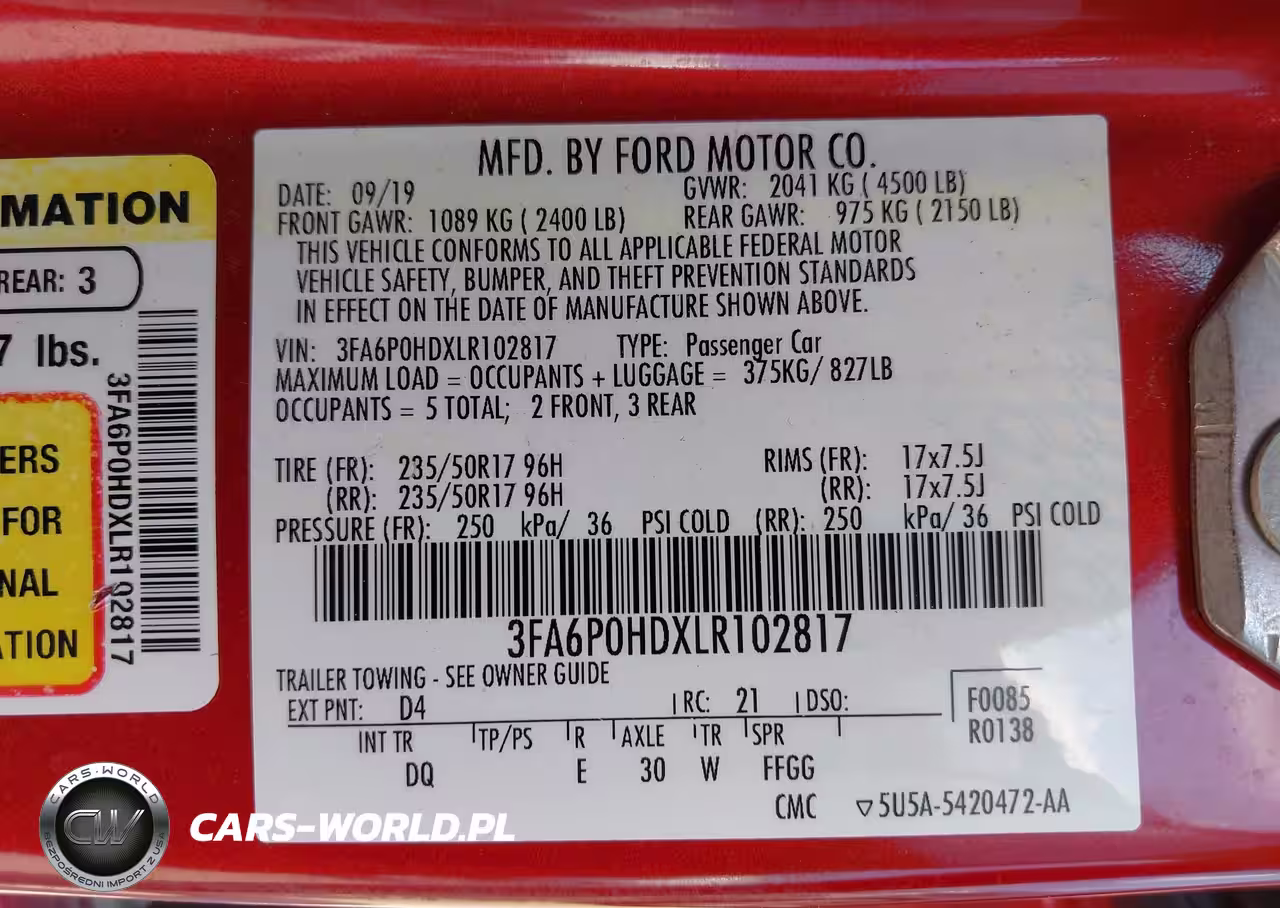 MATION
REAR: 3
7 lbs.
3FA6P0HDXLR102817
ERS
FOR
NAL
ATION
MFD. BY FORD MOTOR CO.
DATE: 09/19 GVWR: 2041 KG ( 4500 LB)
FRONT GAWR: 1089 KG ( 2400 LB) REAR GAWR: 975 KG ( 2150 LB)
THIS VEHICLE CONFORMS TO ALL APPLICABLE FEDERAL MOTOR
VEHICLE SAFETY, BUMPER, AND THEFT PREVENTION STANDARDS
IN EFFECT ON THE DATE OF MANUFACTURE SHOWN ABOVE.
VIN: 3FA6P0HDXLR102817 TYPE: Passenger Car
MAXIMUM LOAD = OCCUPANTS + LUGGAGE = 375KG/ 827LB
OCCUPANTS = 5 TOTAL; 2 FRONT, 3 REAR
TIRE (FR): 235/50R17 96H RIMS (FR): 17x7.5J
(RR): 235/50R17 96H (RR): 17x7.5J
PRESSURE (FR): 250 kPa/ 36 PSI COLD (RR): 250 kPa/ 36 PSI COLD
3FA6P0HDXLR102817
TRAILER TOWING - SEE OWNER GUIDE
EXT PNT: D4 RC: 21 DSO: F0085
R0138
INT TR TP/PS R AXLE TR SPR
DQ E 30 W FFGG
CMC ▽5U5A-5420472-AA
CARS-WORLD
CW
BEZPOŚREDNI IMPORT Z USA
CARS-WORLD.PL